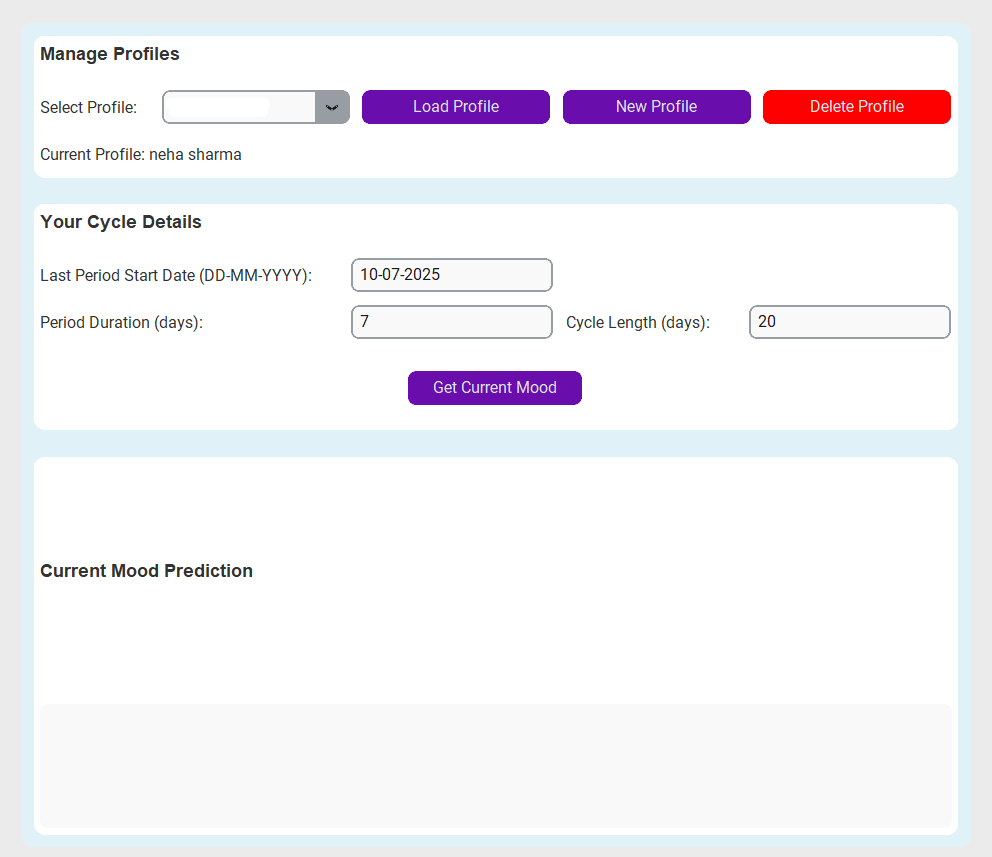 Manage Profiles
Select Profile: Load Profile New Profile Delete Profile
Current Profile: neha sharma
Your Cycle Details
Last Period Start Date (DD-MM-YYYY): 10-07-2025
Period Duration (days): 7 Cycle Length (days): 20
Get Current Mood
Current Mood Prediction